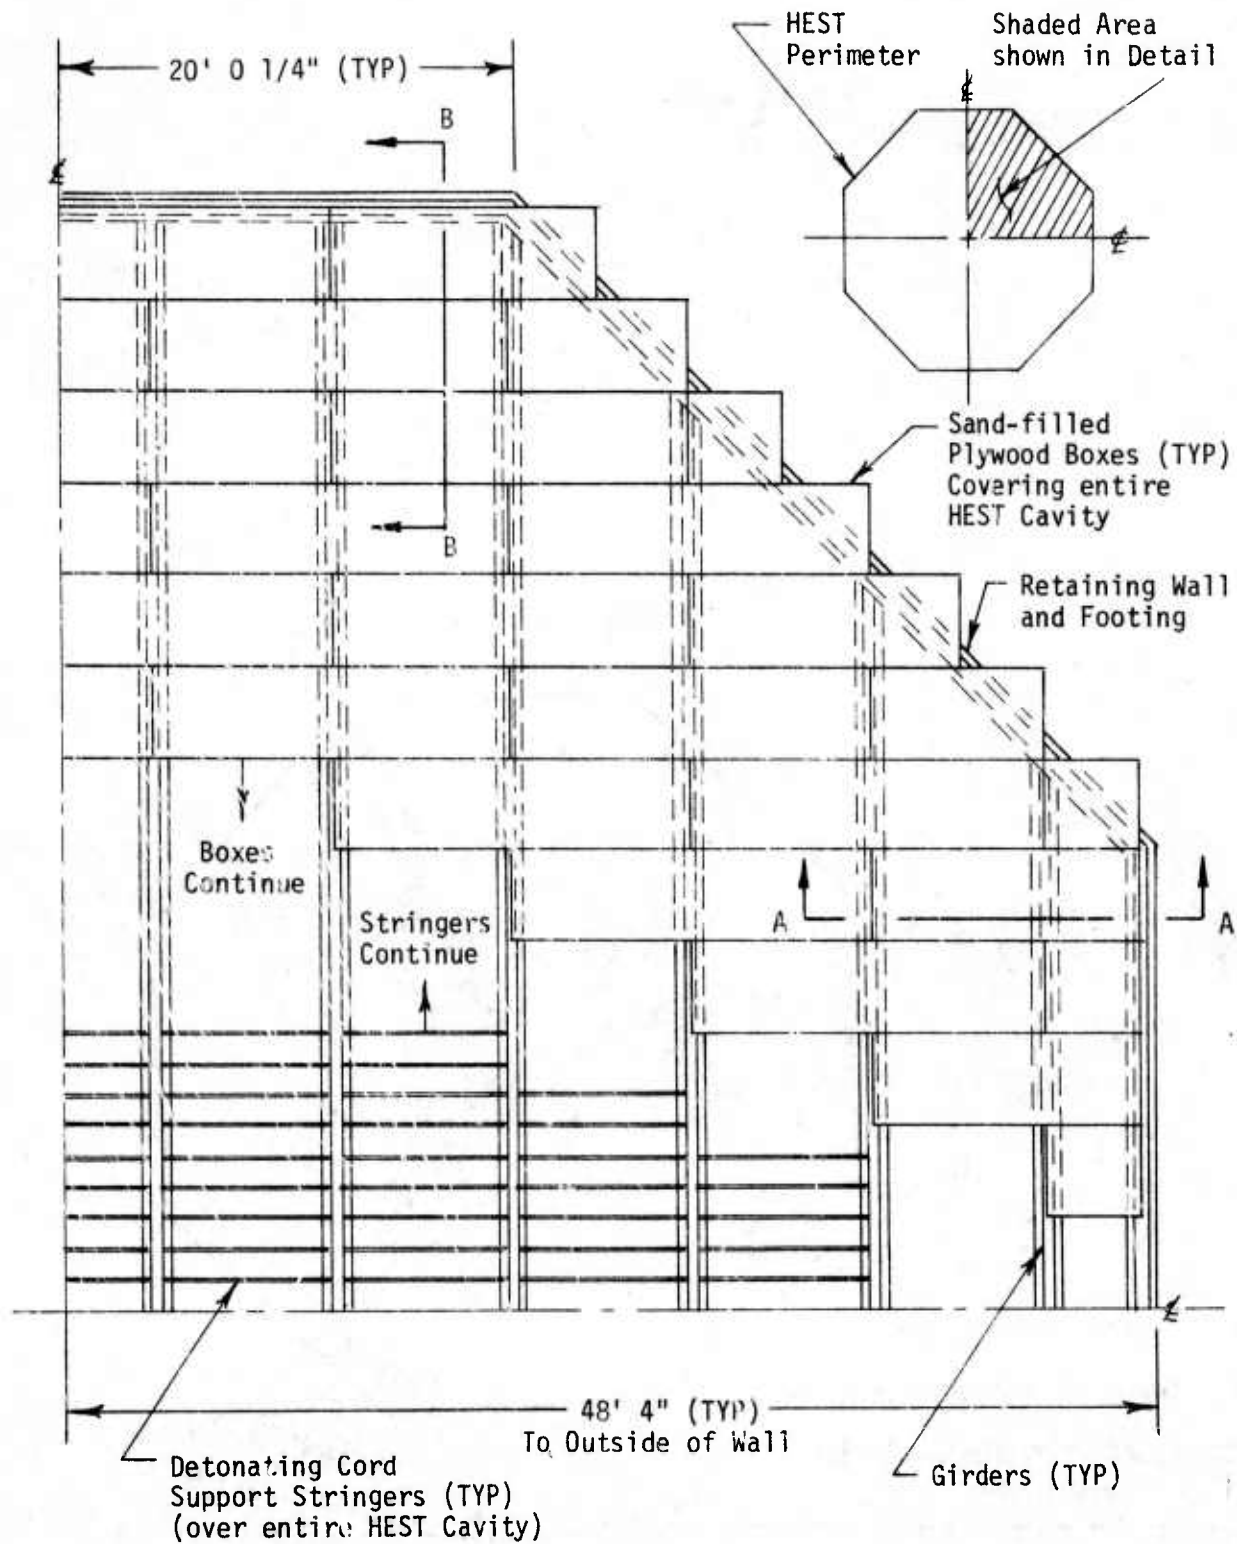 HEST
Perimeter
Shaded Area
shown in Detail
℄
℄
20' 0 1/4" (TYP)
B
℄
B
Sand-filled
Plywood Boxes (TYP)
Covering entire
HEST Cavity
Retaining Wall
and Footing
Boxes
Continue
Stringers
Continue
A
A
℄
48' 4" (TYP)
To Outside of Wall
Detonating Cord
Support Stringers (TYP)
(over entire HEST Cavity)
Girders (TYP)